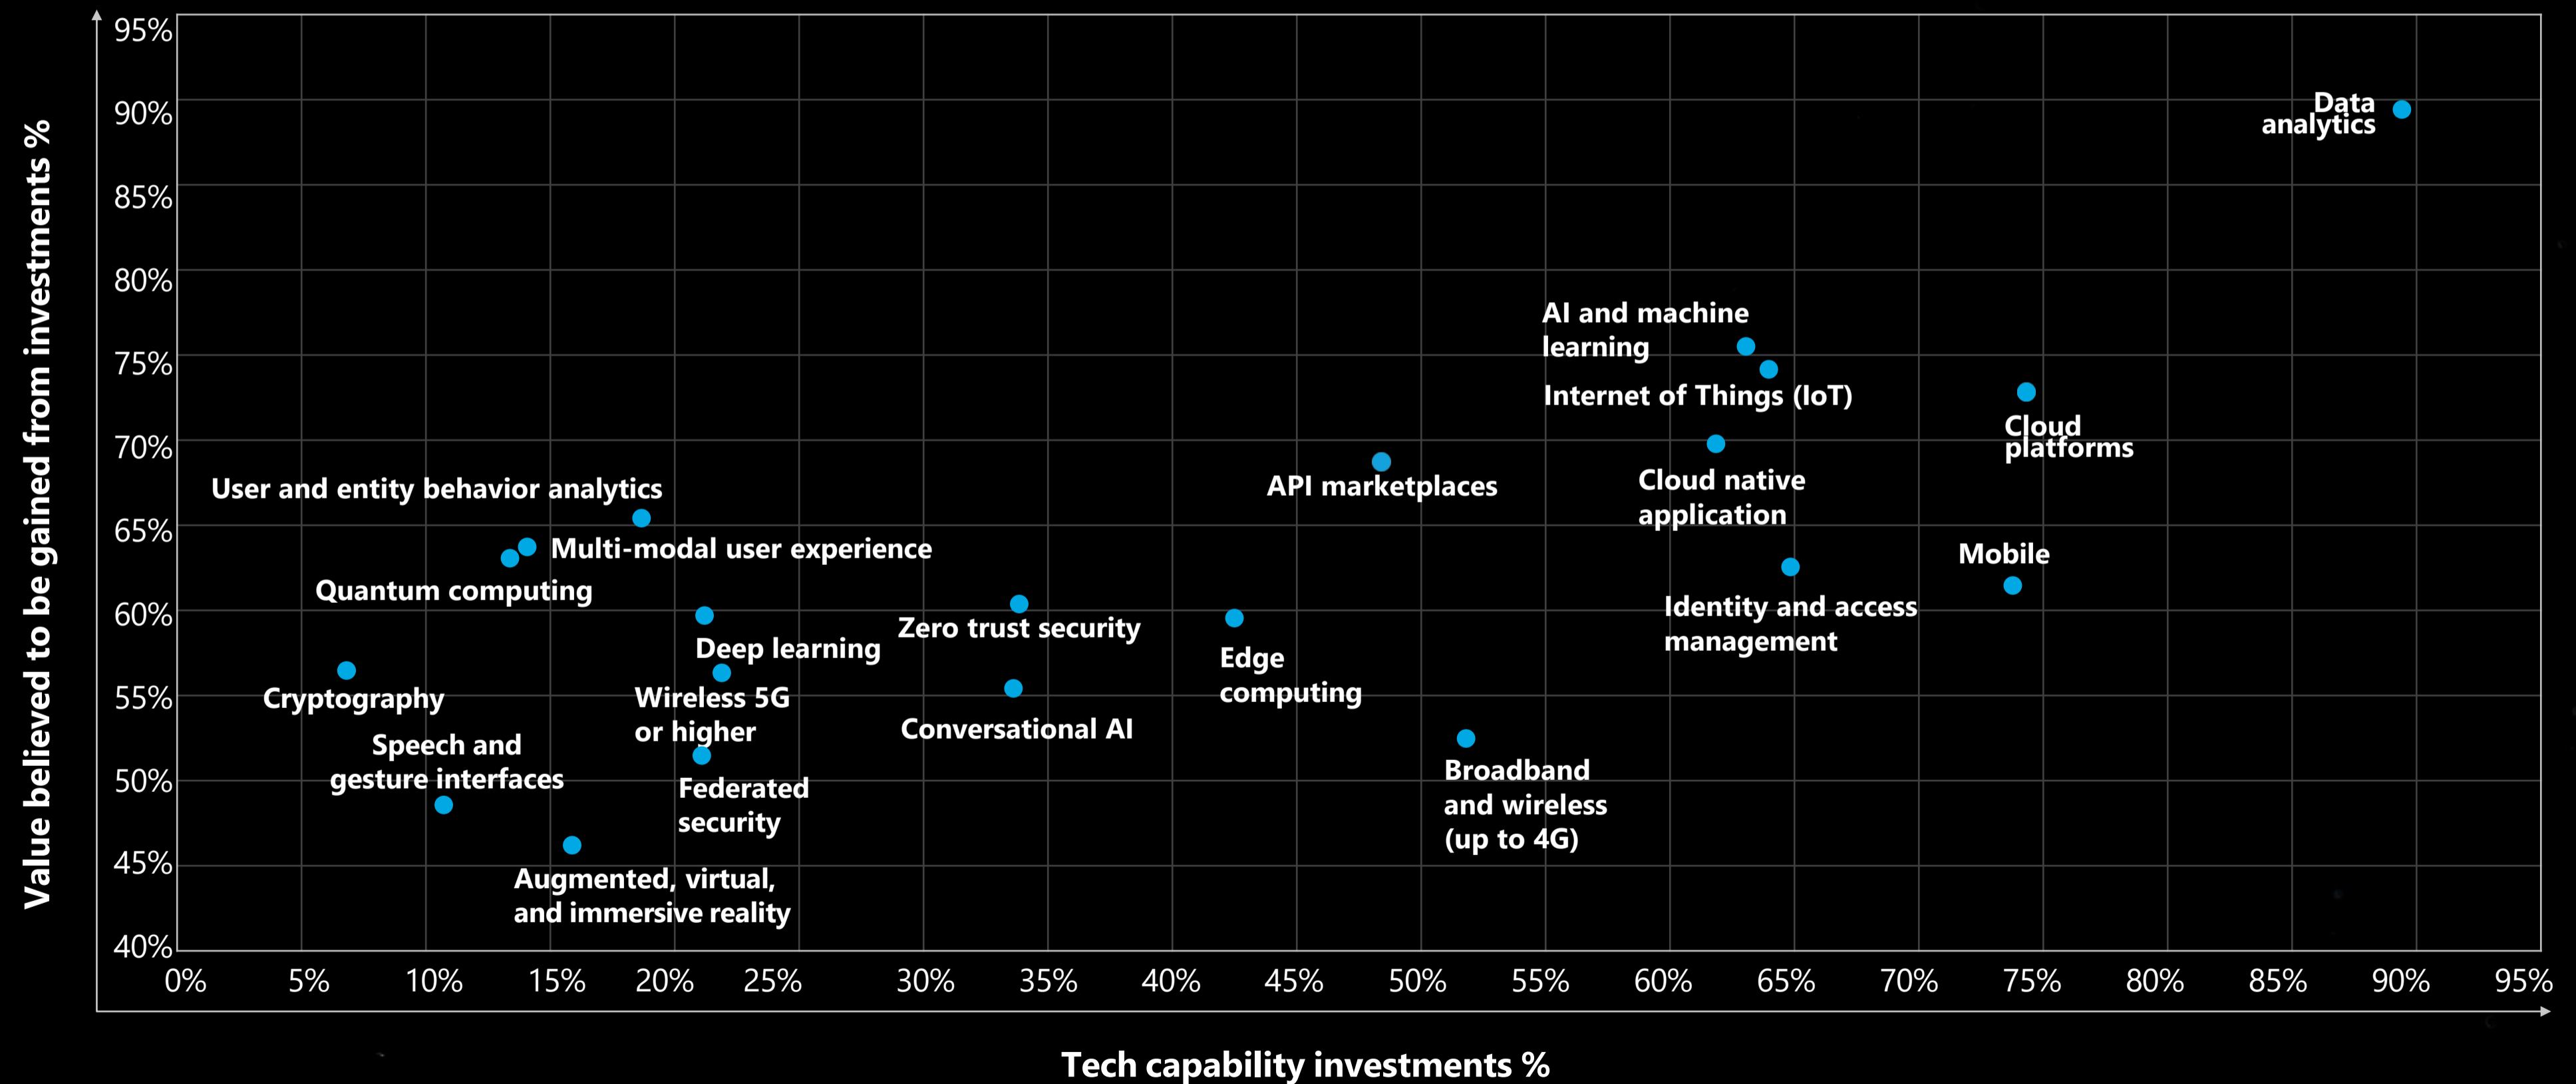 Value believed to be gained from investments %
95%
90%
85%
80%
75%
70%
65%
60%
55%
50%
45%
40%
Data
analytics
AI and machine
learning
Internet of Things (IoT)
Cloud
platforms
API marketplaces
Cloud native
application
User and entity behavior analytics
Multi-modal user experience
Quantum computing
Mobile
Identity and access
management
Zero trust security
Deep learning
Edge
computing
Cryptography
Wireless 5G
or higher
Conversational AI
Speech and
gesture interfaces
Federated
security
Broadband
and wireless
(up to 4G)
Augmented, virtual,
and immersive reality
0% 5% 10% 15% 20% 25% 30% 35% 40% 45% 50% 55% 60% 65% 70% 75% 80% 85% 90% 95%
Tech capability investments %